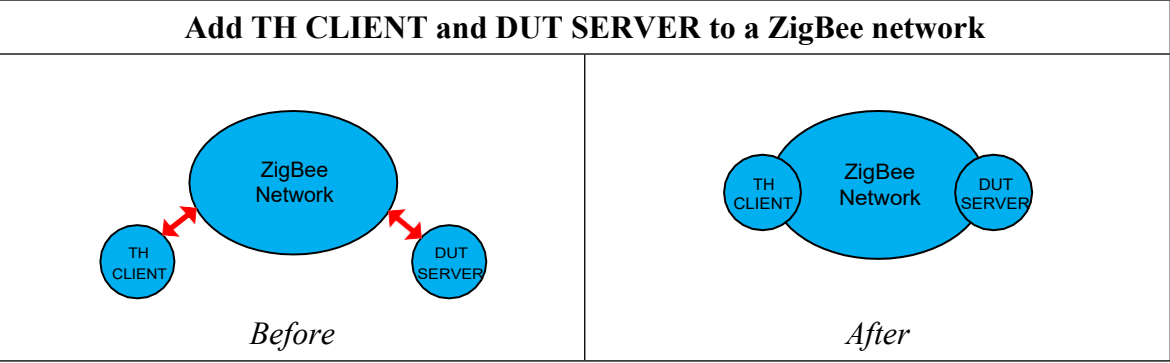 Add TH CLIENT and DUT SERVER to a ZigBee network
ZigBee
Network
TH
CLIENT
DUT
SERVER
Before
ZigBee
Network
TH
CLIENT
DUT
SERVER
After